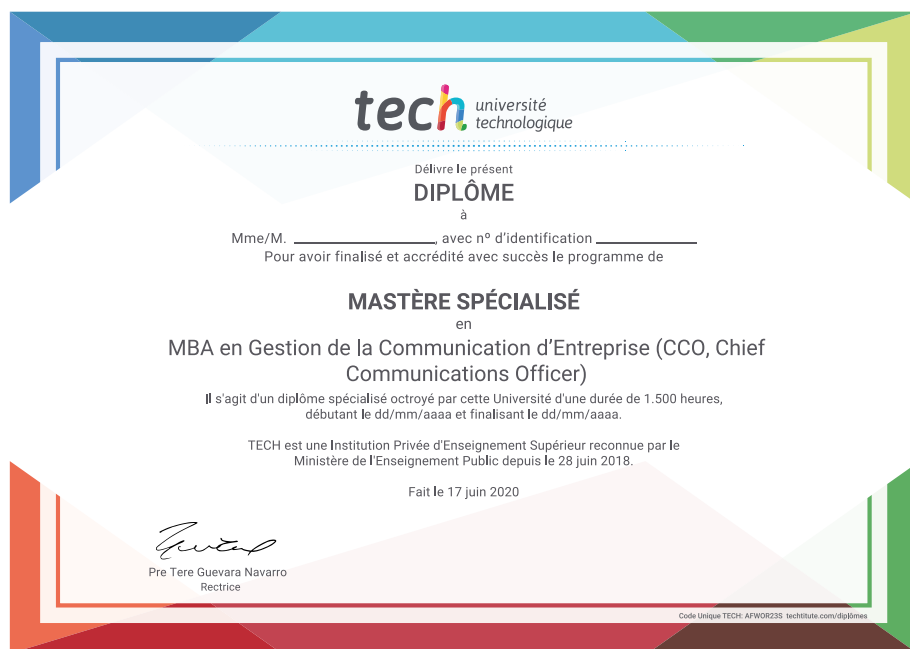 tech université
technologique
Délivre le présent
DIPLÔME
à
Mme/M. ____________, avec nº d'identification ____________
Pour avoir finalisé et accrédité avec succès le programme de
MASTÈRE SPÉCIALISÉ
en
MBA en Gestion de la Communication d'Entreprise (CCO, Chief
Communications Officer)
Il s'agit d'un diplôme spécialisé octroyé par cette Université d'une durée de 1.500 heures,
débutant le dd/mm/aaaa et finalisant le dd/mm/aaaa.
TECH est une Institution Privée d'Enseignement Supérieur reconnue par le
Ministère de l'Enseignement Public depuis le 28 juin 2018.
Fait le 17 juin 2020
Pre Tere Guevara Navarro
Rectrice
Code Unique TECH: AFWOR23S techtitute.com/diplômes